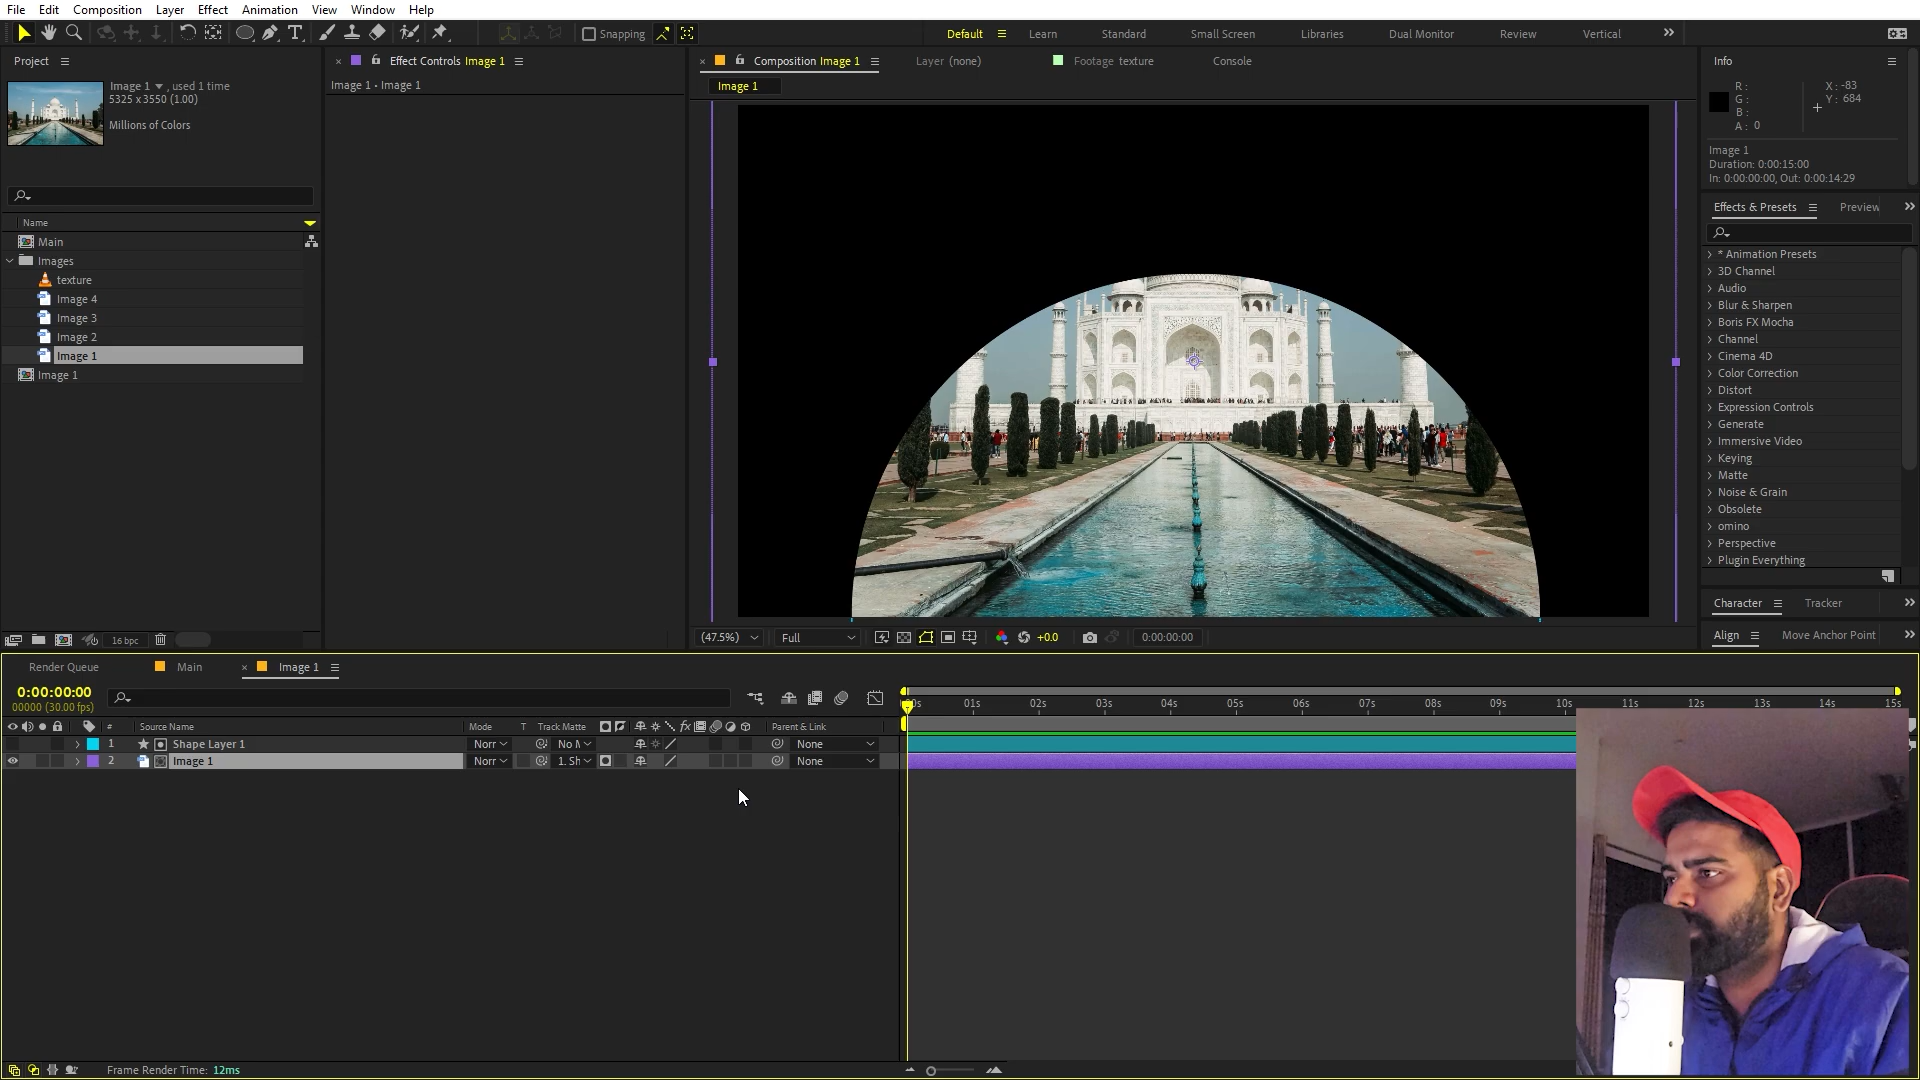 File Edit Composition Layer Effect Animation View Window Help
Snapping
Default Learn Standard Small Screen Libraries Dual Monitor Review Vertical
Project
Image 1 , used 1 time
5325 x 3550 (1.00)
Millions of Colors
Name
Main
Images
texture
Image 4
Image 3
Image 2
Image 1
Image 1
16 bpc
Effect Controls Image 1
Image 1 • Image 1
Composition Image 1 Layer (none) Footage texture Console
Image 1
(47.5%) Full +0.0 0:00:00:00
Info
R : X : -83
G : Y : 684
B :
A : 0
Image 1
Duration: 0:00:15:00
In: 0:00:00:00, Out: 0:00:14:29
Effects & Presets Preview
* Animation Presets
3D Channel
Audio
Blur & Sharpen
Boris FX Mocha
Channel
Cinema 4D
Color Correction
Distort
Expression Controls
Generate
Immersive Video
Keying
Matte
Noise & Grain
Obsolete
omino
Perspective
Plugin Everything
Character Tracker
Align Move Anchor Point
Render Queue Main Image 1
0:00:00:00
00000 (30.00 fps)
00s 01s 02s 03s 04s 05s 06s 07s 08s 09s 10s 11s 12s 13s 14s 15s
# Source Name Mode T Track Matte fx Parent & Link
1 Shape Layer 1 Norr No M None
2 Image 1 Norr 1. Sh None
Frame Render Time: 12ms